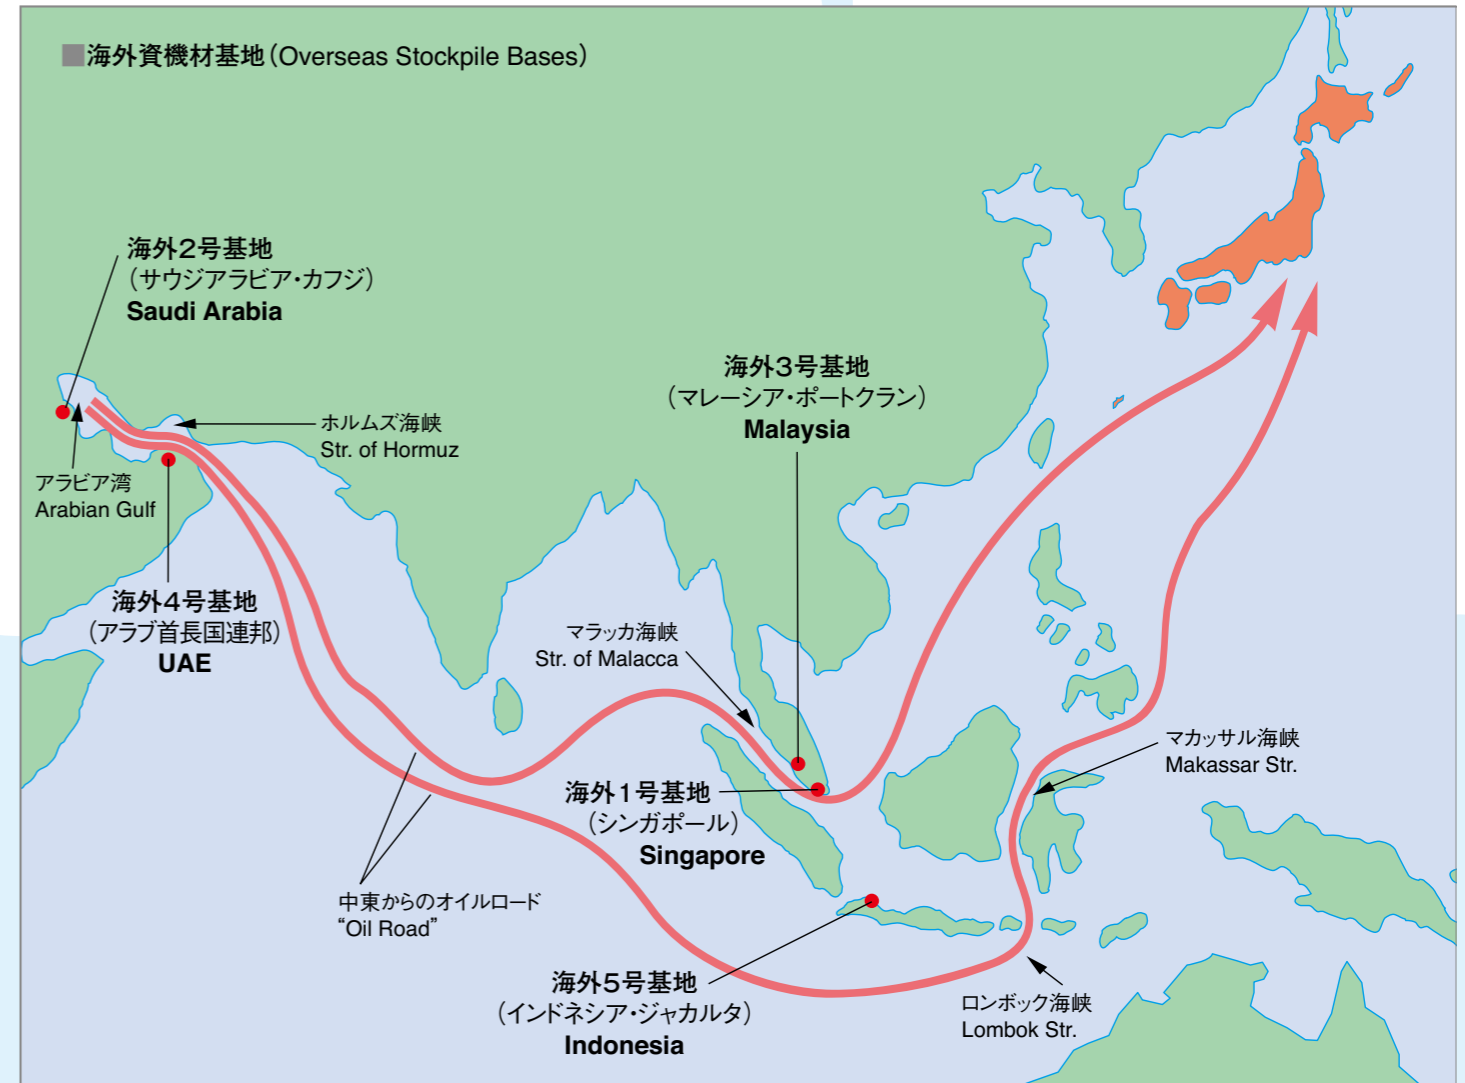 ■海外資機材基地（Overseas Stockpile Bases）
海外2号基地
（サウジアラビア・カフジ）
Saudi Arabia
海外3号基地
（マレーシア・ポートクラン）
Malaysia
ホルムズ海峡
Str. of Hormuz
アラビア湾
Arabian Gulf
海外4号基地
（アラブ首長国連邦）
UAE
マラッカ海峡
Str. of Malacca
マカッサル海峡
Makassar Str.
海外1号基地
（シンガポール）
Singapore
中東からのオイルロード
“Oil Road”
海外5号基地
（インドネシア・ジャカルタ）
Indonesia
ロンボック海峡
Lombok Str.